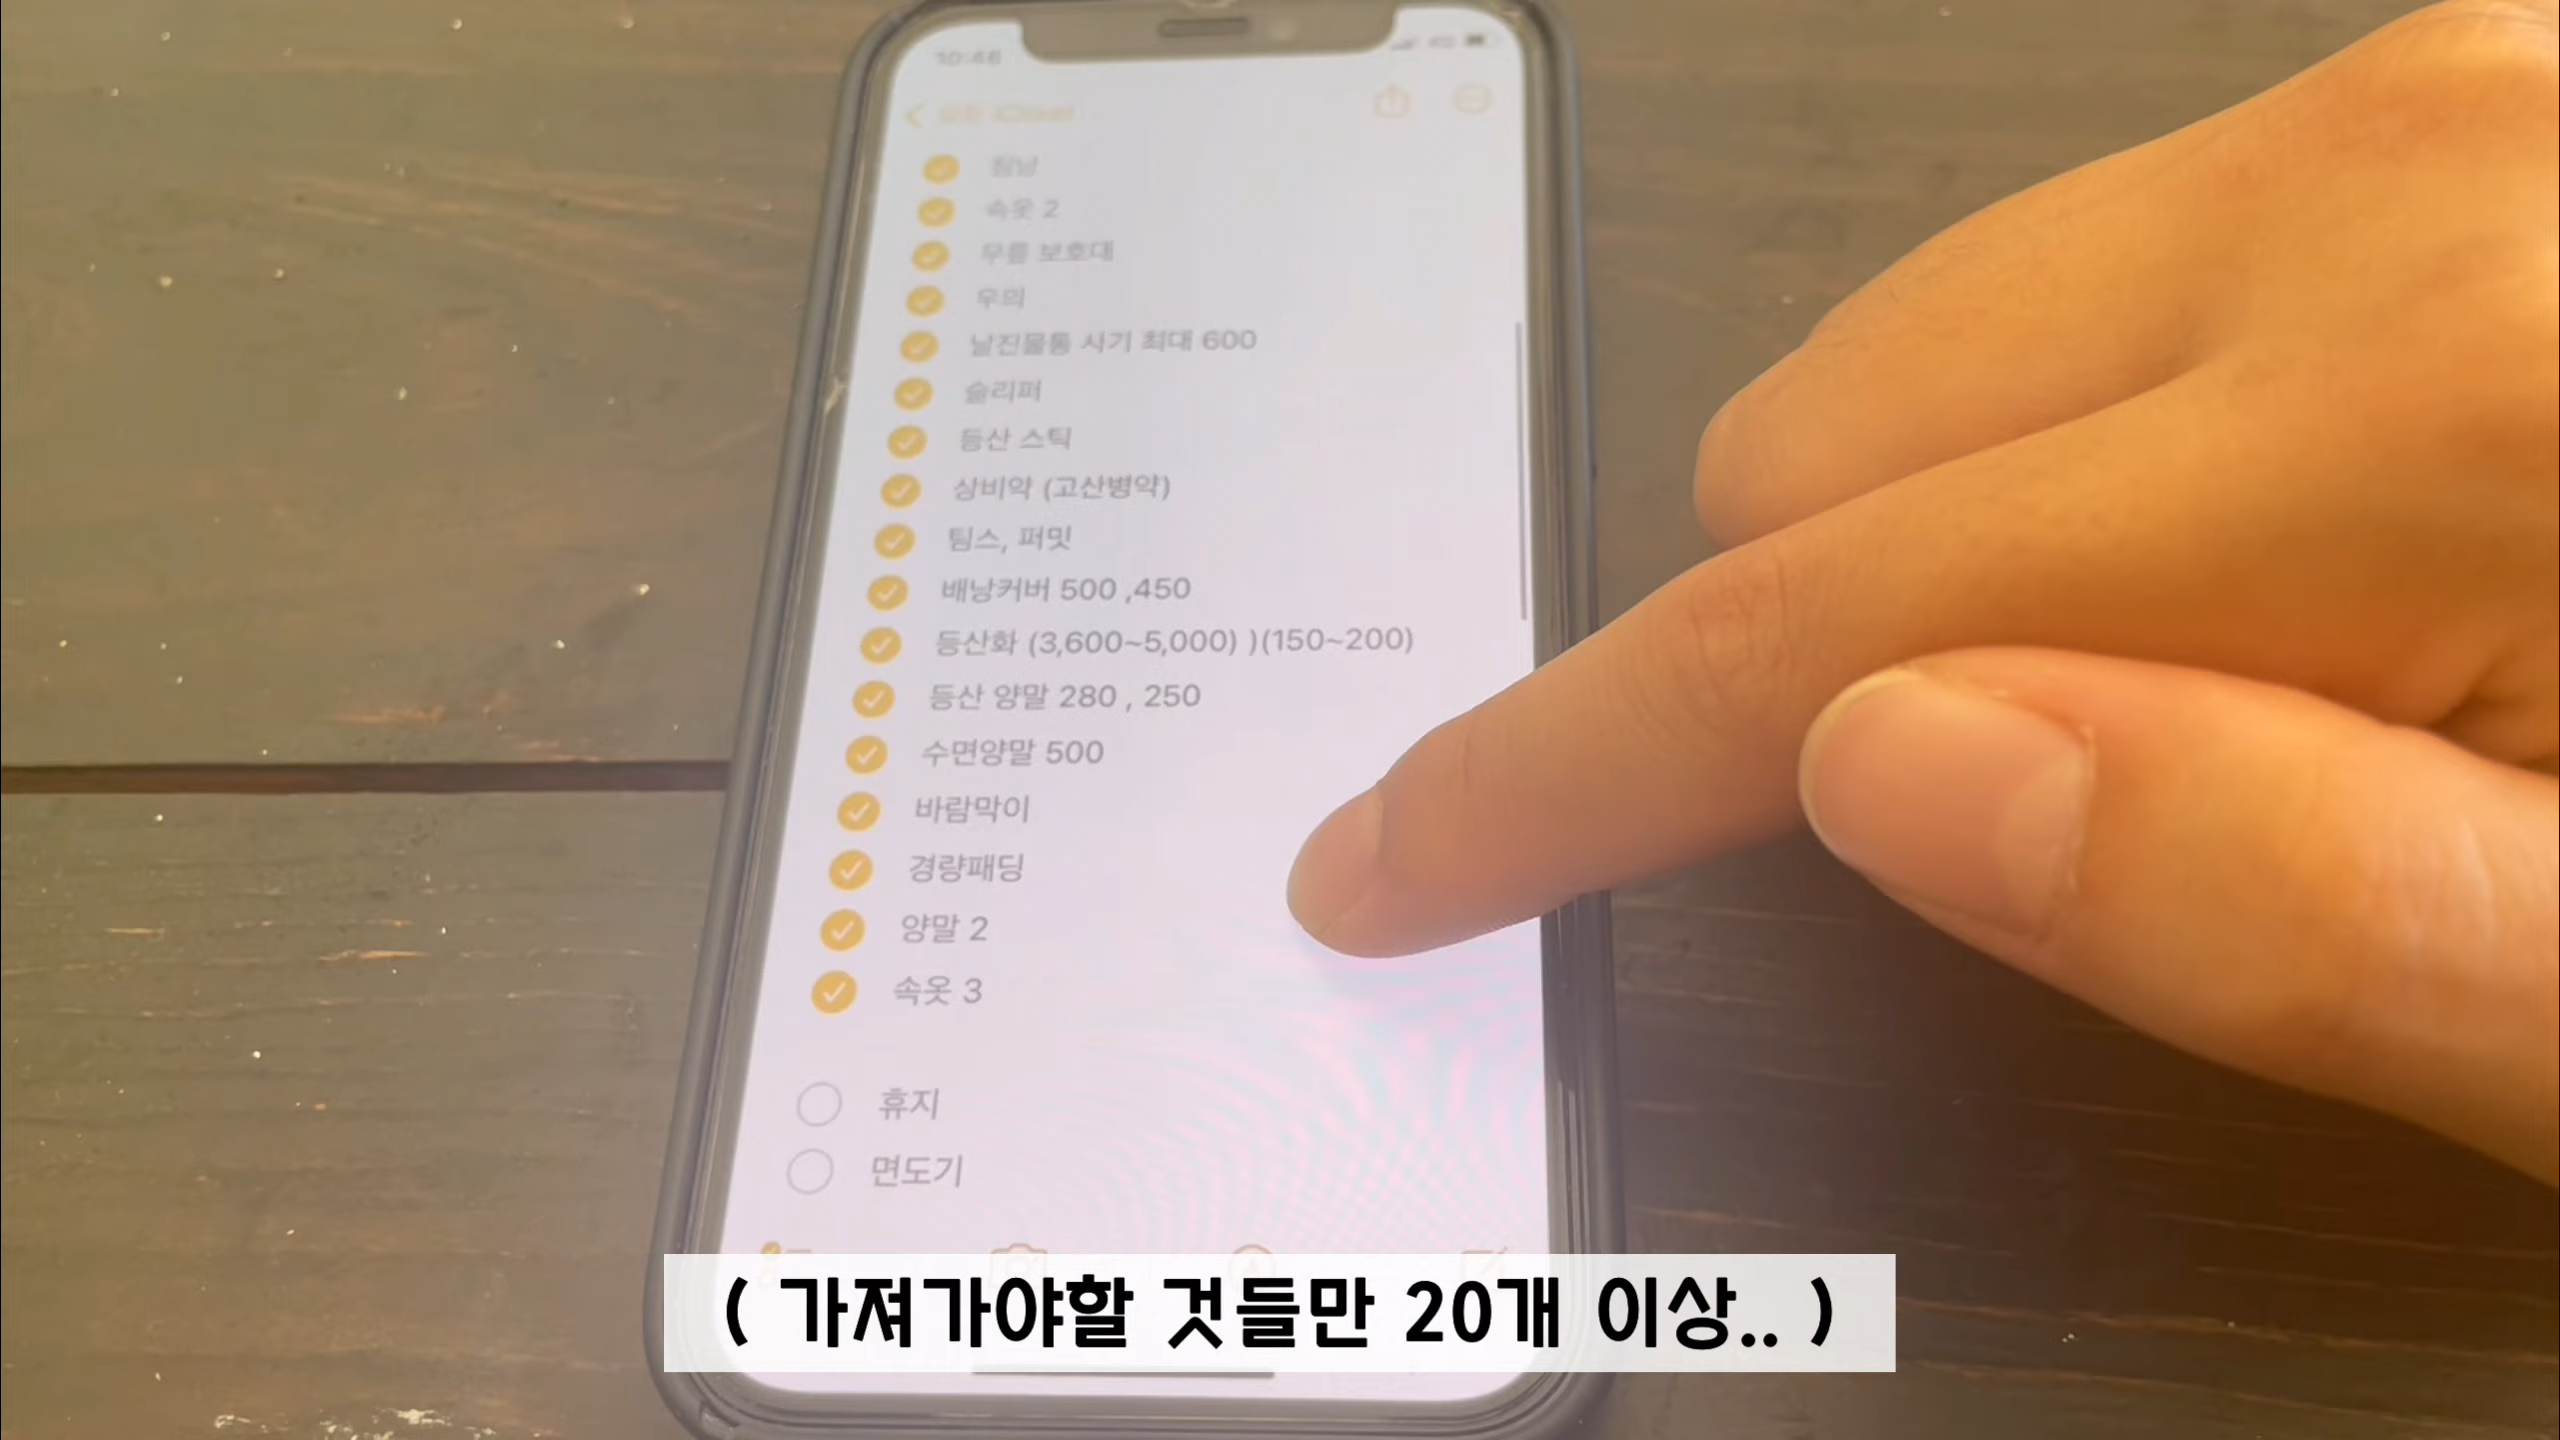 10:48
침낭
속옷 2
무릎 보호대
우의
날진물통 사기 최대 600
슬리퍼
등산 스틱
상비약 (고산병약)
팀스, 퍼밋
배낭커버 500 ,450
등산화 (3,600~5,000) )(150~200)
등산 양말 280 , 250
수면양말 500
바람막이
경량패딩
양말 2
속옷 3
휴지
면도기
( 가져가야할 것들만 20개 이상.. )